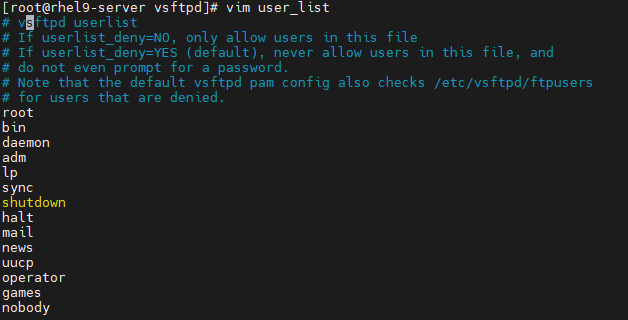 [root@rhel9-server vsftpd]# vim user_list
# vsftpd userlist
# If userlist_deny=NO, only allow users in this file
# If userlist_deny=YES (default), never allow users in this file, and
# do not even prompt for a password.
# Note that the default vsftpd pam config also checks /etc/vsftpd/ftpusers
# for users that are denied.
root
bin
daemon
adm
lp
sync
shutdown
halt
mail
news
uucp
operator
games
nobody